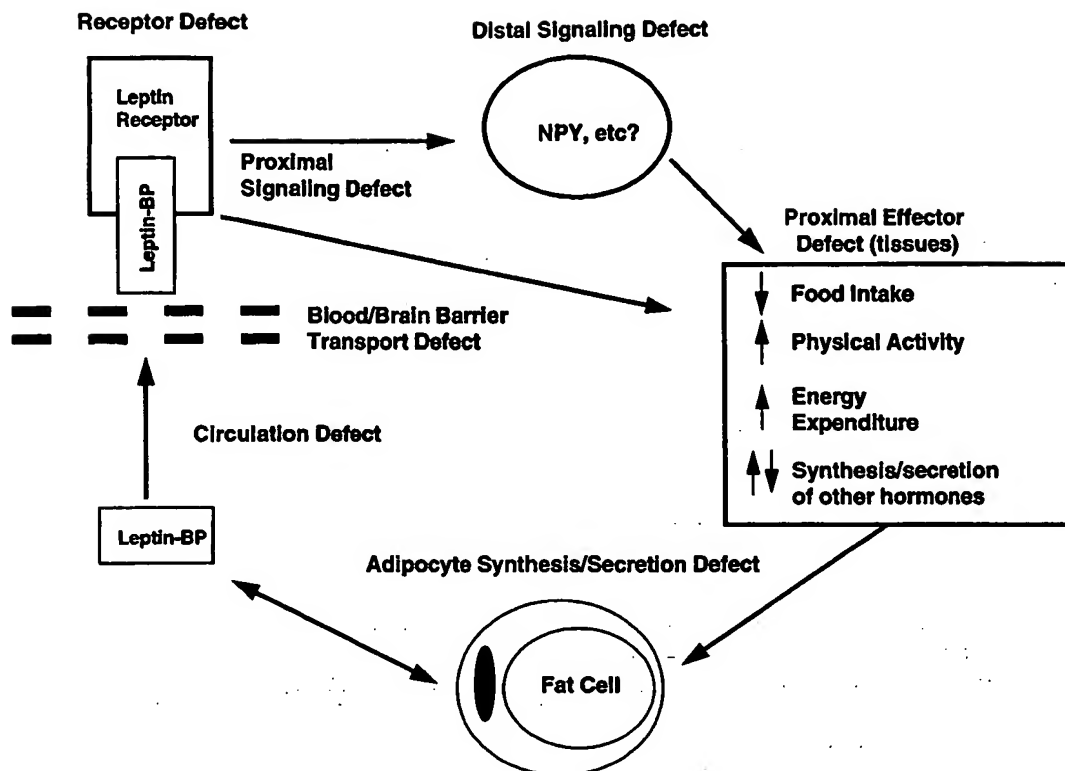 Receptor Defect
Distal Signaling Defect
Leptin
Receptor
NPY, etc?
Proximal
Signaling Defect
Leptin-BP
Proximal Effector
Defect (tissues)
Food Intake
Physical Activity
Energy
Expenditure
Synthesis/secretion
of other hormones
Blood/Brain Barrier
Transport Defect
Circulation Defect
Leptin-BP
Adipocyte Synthesis/Secretion Defect
Fat Cell